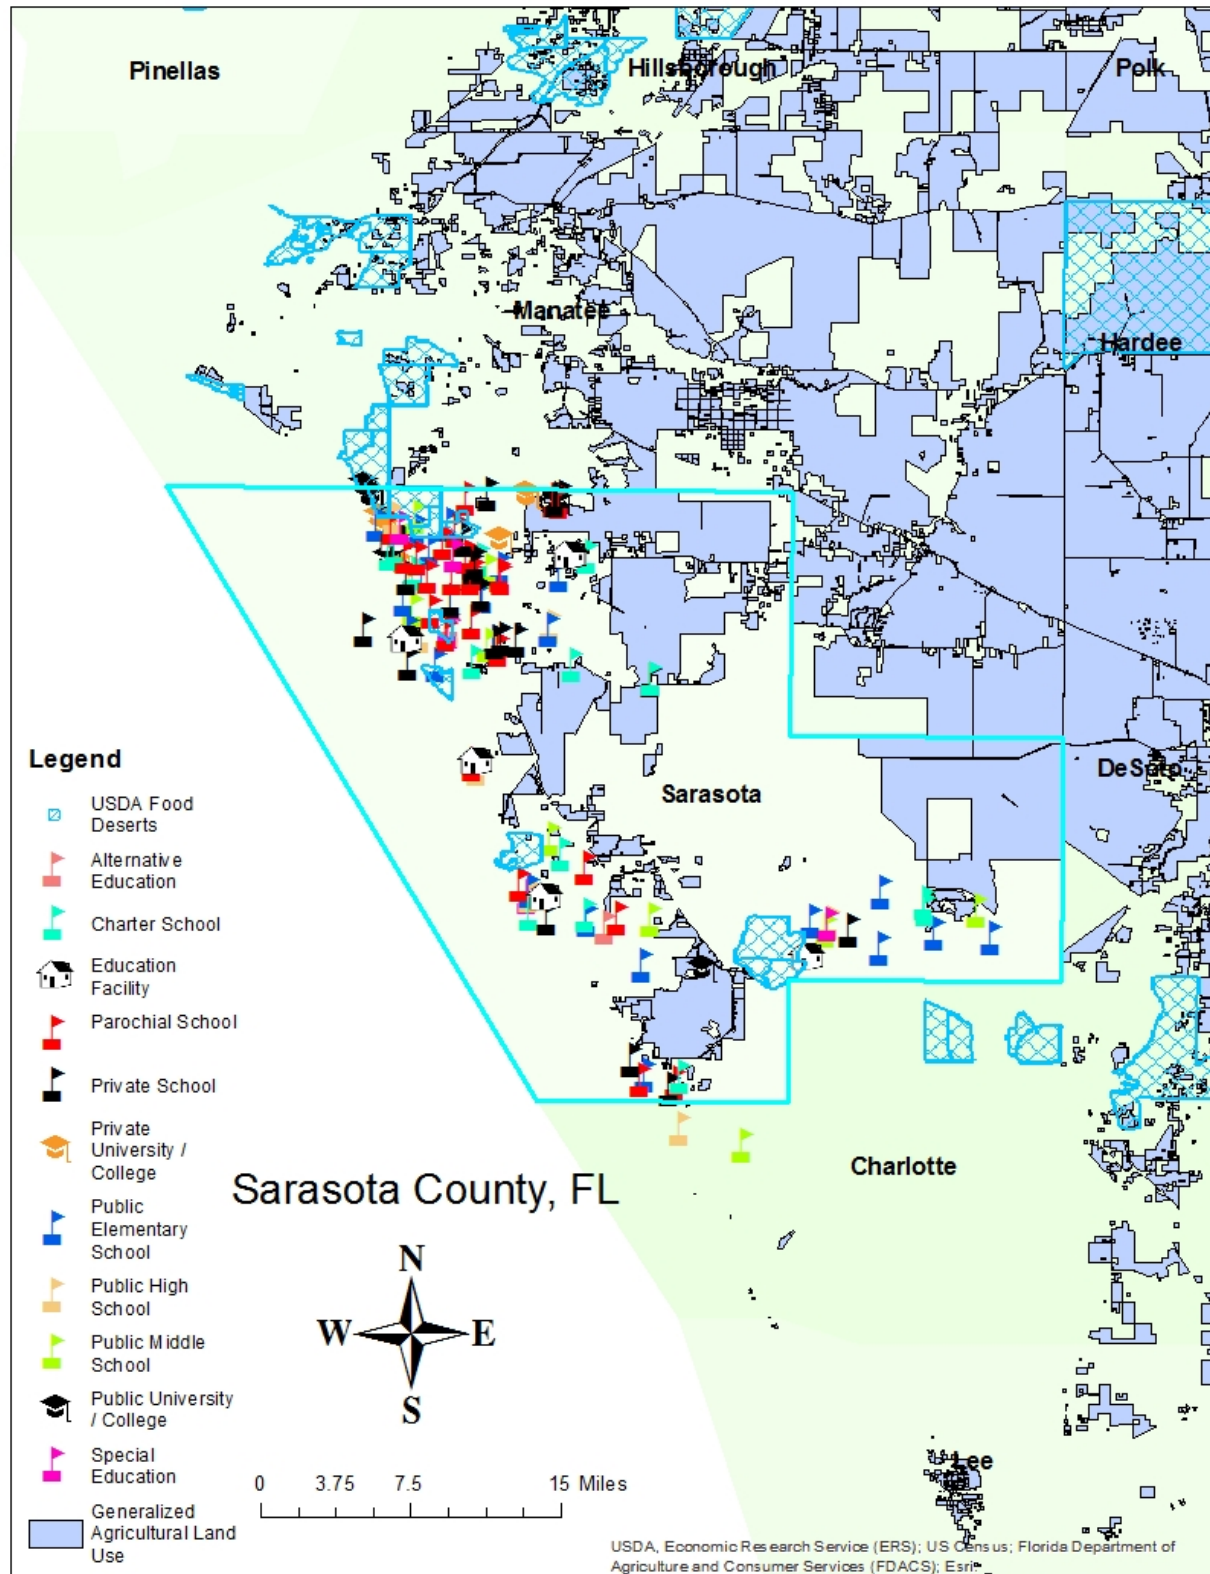 Pinellas
Hillsborough
Polk
Manatee
Hardee
DeSoto
Sarasota
Charlotte
Lee
Legend
USDA Food
Deserts
Alternative
Education
Charter School
Education
Facility
Parochial School
Private School
Private
University /
College
Public
Elementary
School
Public High
School
Public Middle
School
Public University
/ College
Special
Education
Generalized
Agricultural Land
Use
Sarasota County, FL
N
W E
S
0 3.75 7.5 15 Miles
USDA, Economic Research Service (ERS); US Census; Florida Department of
Agriculture and Consumer Services (FDACS); Esri.